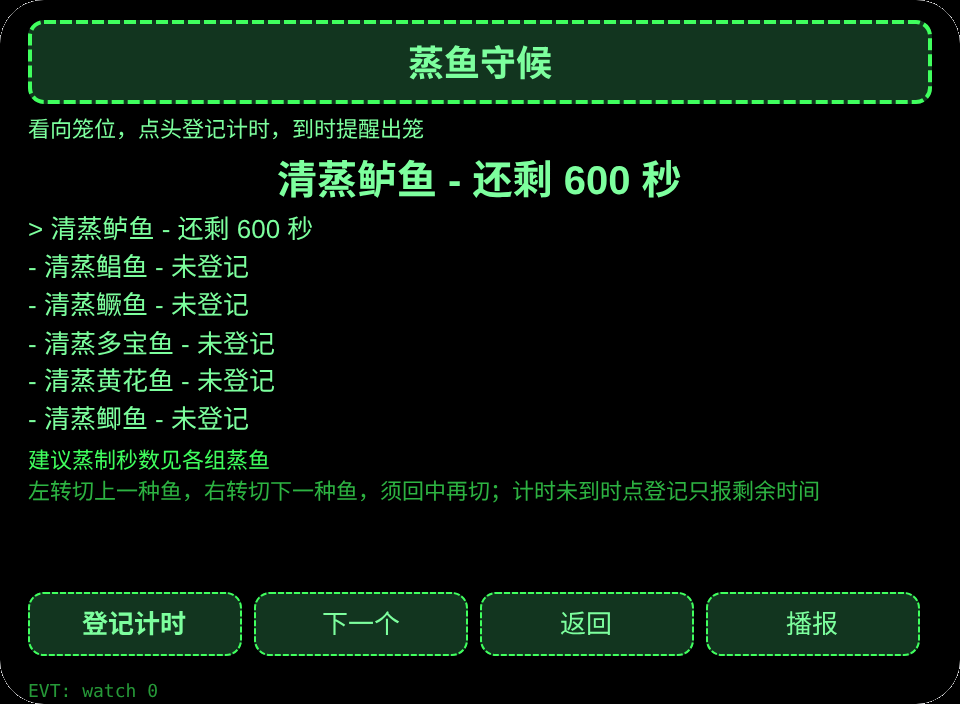 蒸鱼守候
看向笼位，点头登记计时，到时提醒出笼
清蒸鲈鱼 - 还剩 600 秒
> 清蒸鲈鱼 - 还剩 600 秒
- 清蒸鲳鱼 - 未登记
- 清蒸鳜鱼 - 未登记
- 清蒸多宝鱼 - 未登记
- 清蒸黄花鱼 - 未登记
- 清蒸鲫鱼 - 未登记
建议蒸制秒数见各组蒸鱼
左转切上一种鱼，右转切下一种鱼，须回中再切；计时未到时点登记只报剩余时间
登记计时
下一个
返回
播报
EVT: watch 0